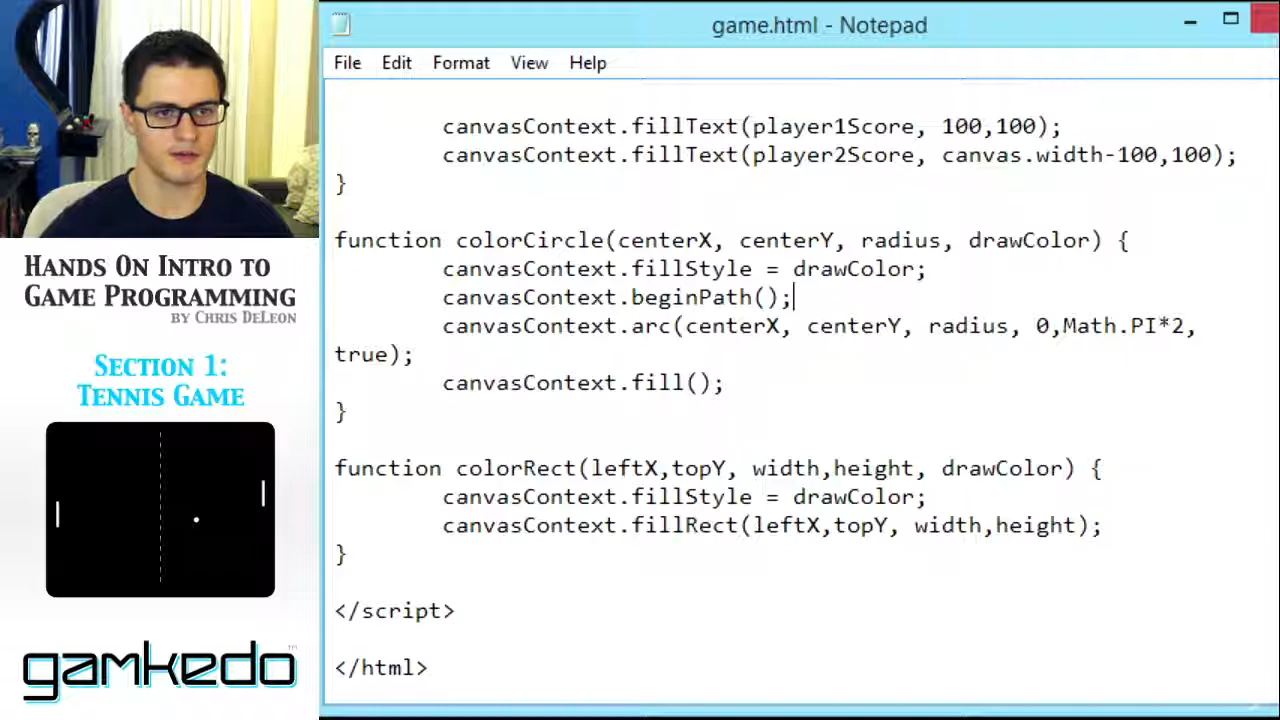 game.html - Notepad
File Edit Format View Help
canvasContext.fillText(player1Score, 100,100);
canvasContext.fillText(player2Score, canvas.width-100,100);
}
function colorCircle(centerX, centerY, radius, drawColor) {
canvasContext.fillStyle = drawColor;
canvasContext.beginPath();
canvasContext.arc(centerX, centerY, radius, 0,Math.PI*2,
true);
canvasContext.fill();
}
function colorRect(leftX,topY, width,height, drawColor) {
canvasContext.fillStyle = drawColor;
canvasContext.fillRect(leftX,topY, width,height);
}
</script>
</html>
Hands On Intro to
Game Programming
by Chris DeLeon
Section 1:
Tennis Game
gamkedo™